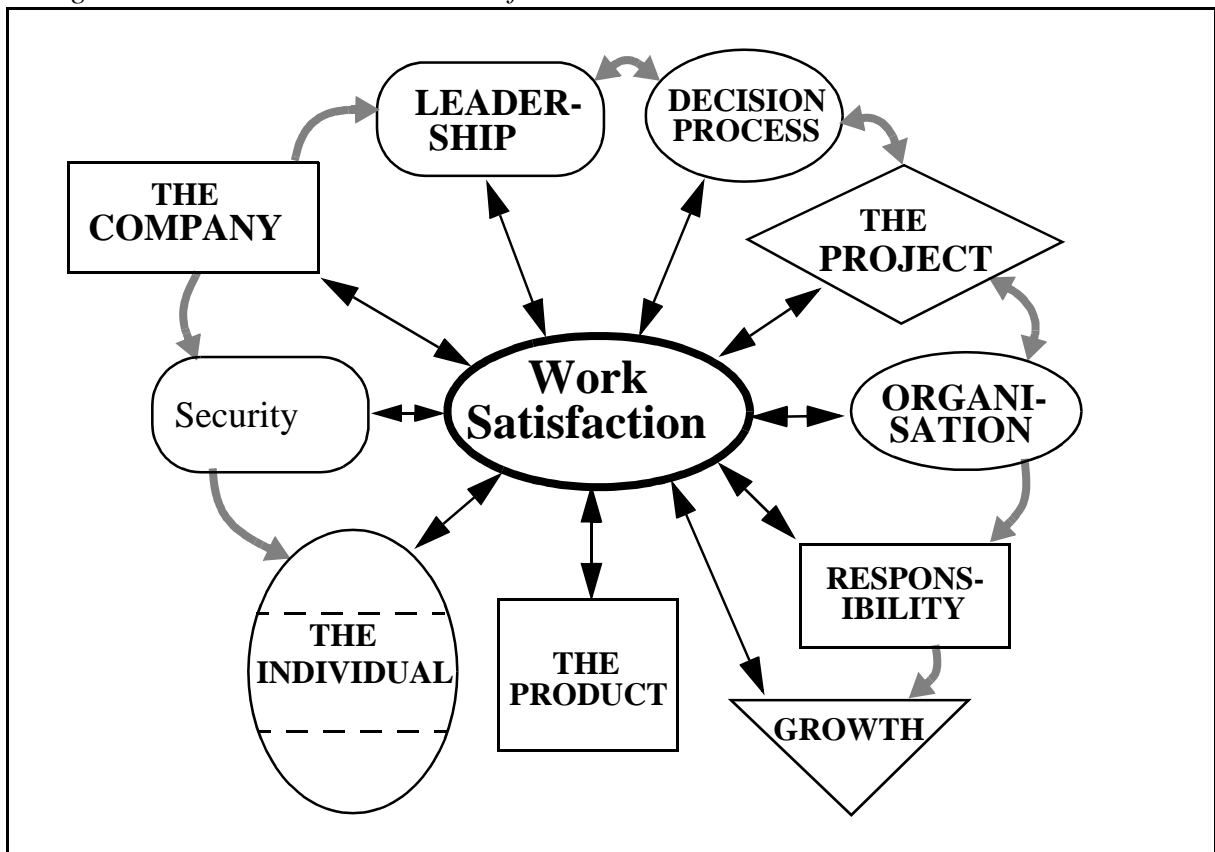 LEADER-
SHIP
DECISION
PROCESS
THE
COMPANY
THE
PROJECT
Work
Satisfaction
Security
ORGANI-
SATION
RESPONS-
IBILITY
THE
INDIVIDUAL
THE
PRODUCT
GROWTH